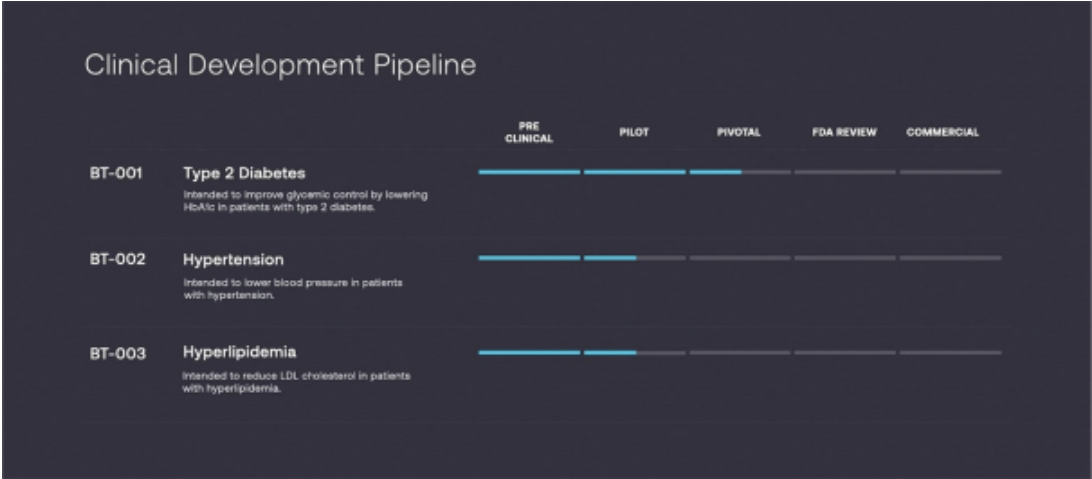 Clinical Development Pipeline
PRE
CLINICAL
PILOT
PIVOTAL
FDA REVIEW
COMMERCIAL
BT-001
Type 2 Diabetes
Intended to improve glycemic control by lowering
HbA1c in patients with type 2 diabetes.
BT-002
Hypertension
Intended to lower blood pressure in patients
with hypertension.
BT-003
Hyperlipidemia
Intended to reduce LDL cholesterol in patients
with hyperlipidemia.